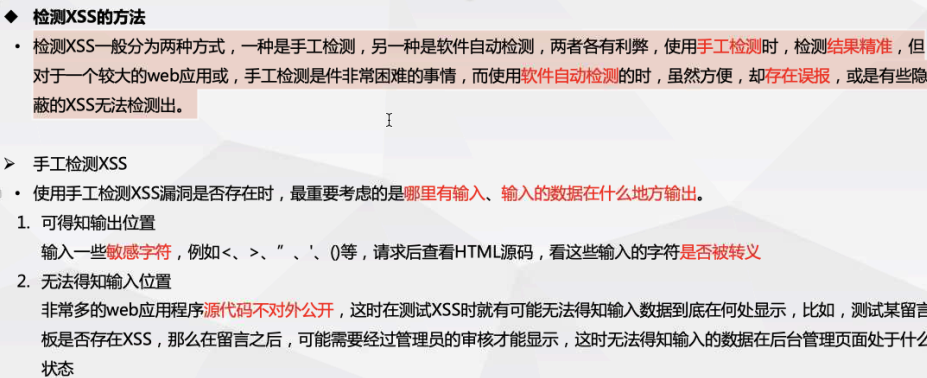 ◆ 检测XSS的方法
• 检测XSS一般分为两种方式，一种是手工检测，另一种是软件自动检测，两者各有利弊，使用手工检测时，检测结果精准，但
对于一个较大的web应用或，手工检测是件非常困难的事情，而使用软件自动检测的时，虽然方便，却存在误报，或是有些隐
蔽的XSS无法检测出。
➢ 手工检测XSS
• 使用手工检测XSS漏洞是否存在时，最重要考虑的是哪里有输入、输入的数据在什么地方输出。
1. 可得知输出位置
输入一些敏感字符，例如<、>、”、'、()等，请求后查看HTML源码，看这些输入的字符是否被转义
2. 无法得知输入位置
非常多的web应用程序源代码不对外公开，这时在测试XSS时就有可能无法得知输入数据到底在何处显示，比如，测试某留言
板是否存在XSS，那么在留言之后，可能需要经过管理员的审核才能显示，这时无法得知输入的数据在后台管理页面处于什么
状态